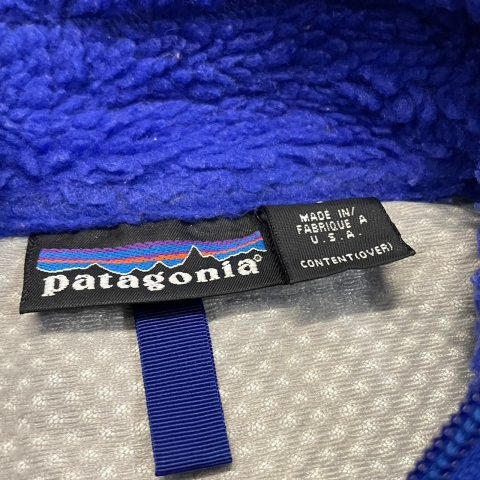 patagonia®
MADE IN/
FABRIQUE A
U.S.A.
CONTENT(OVER)